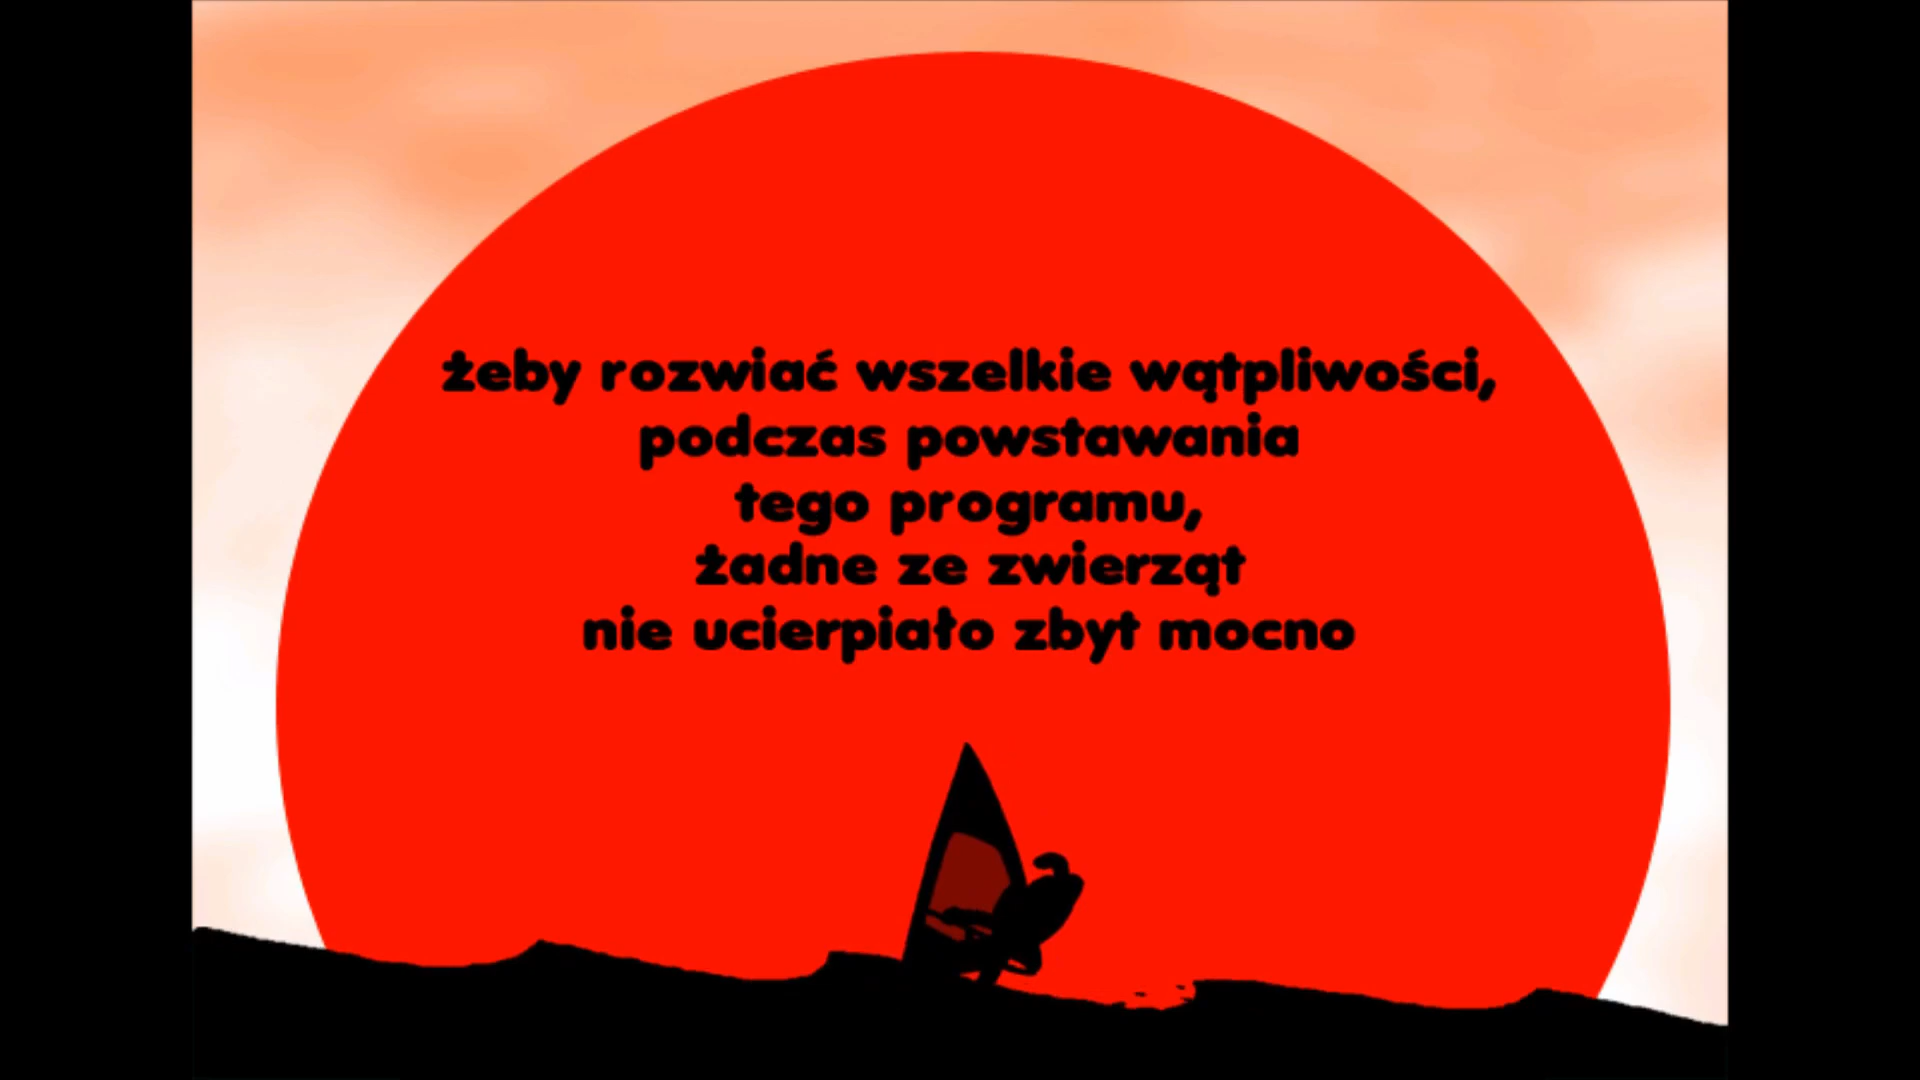 żeby rozwiać wszelkie wątpliwości,
podczas powstawania
tego programu,
żadne ze zwierząt
nie ucierpiało zbyt mocno